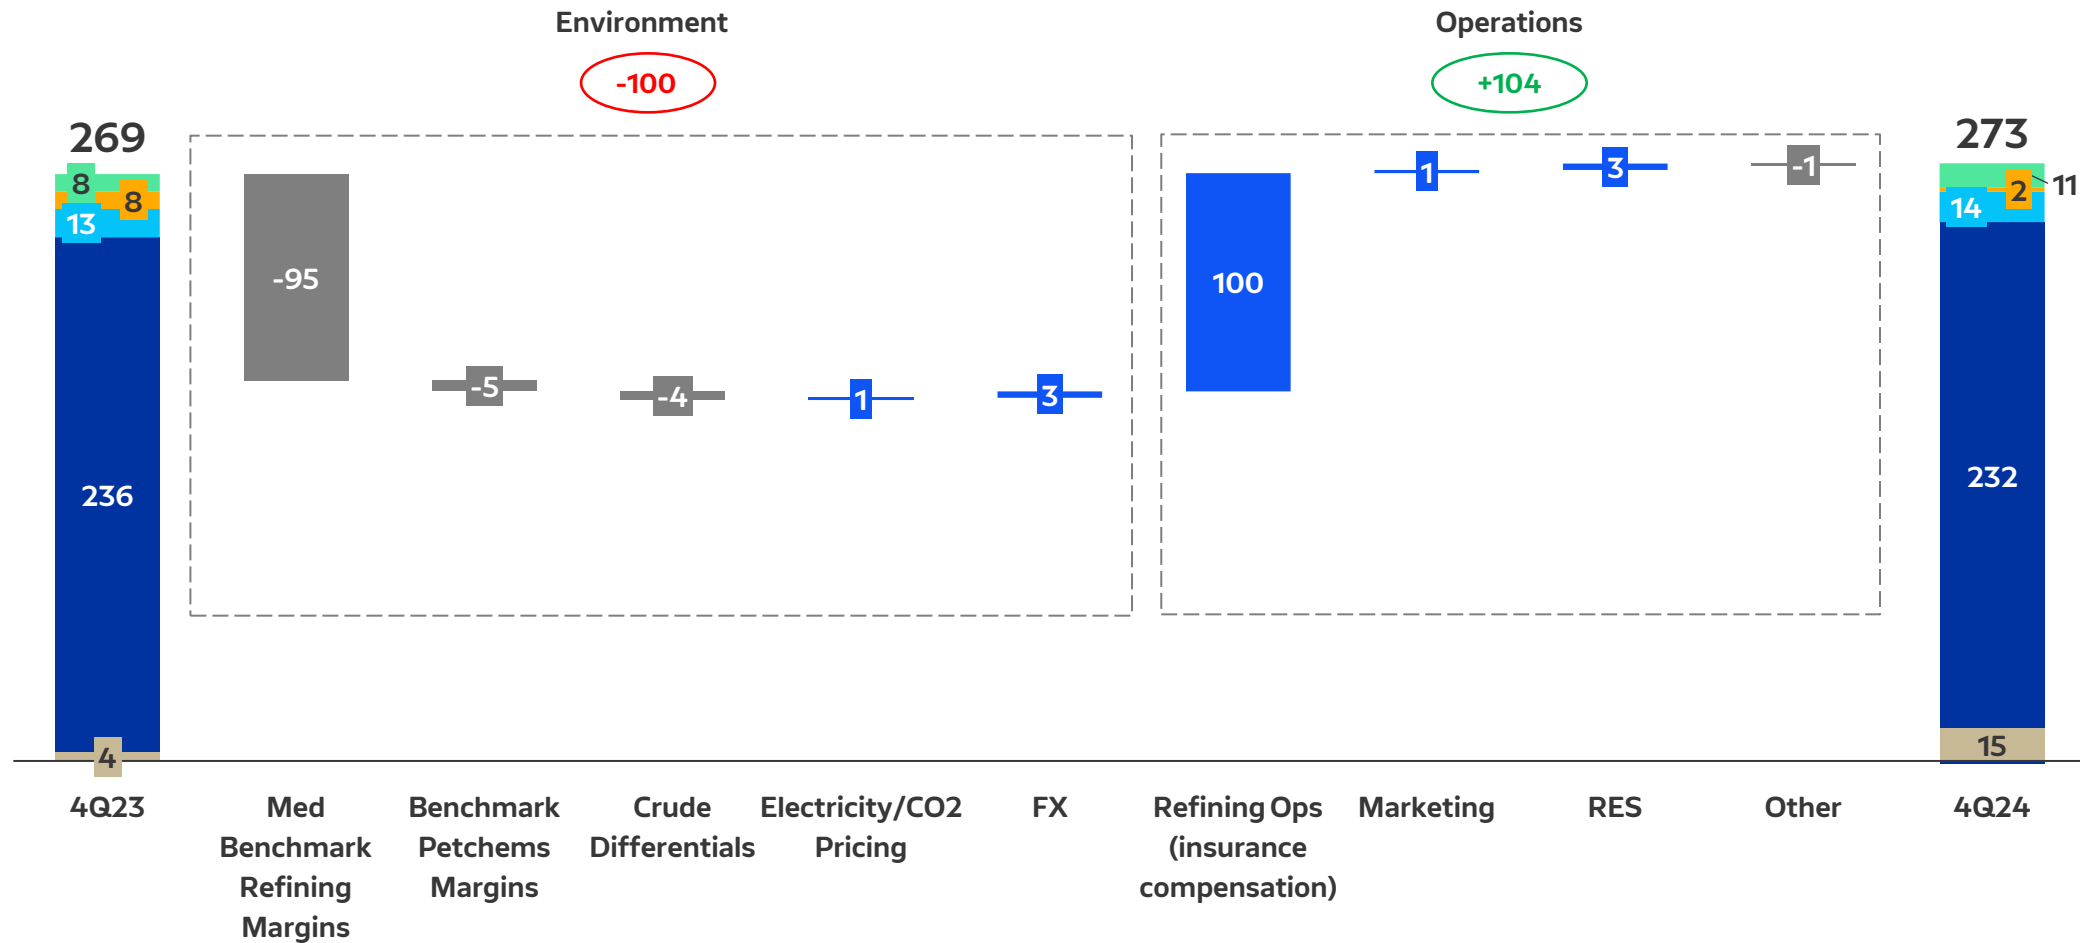 Environment
Operations
-100
+104
269
273
8
8
13
236
4
-95
-5
-4
1
3
100
1
3
-1
11
2
14
232
15
4Q23
Med
Benchmark
Refining
Margins
Benchmark
Petchems
Margins
Crude
Differentials
Electricity/CO2
Pricing
FX
Refining Ops
(insurance
compensation)
Marketing
RES
Other
4Q24